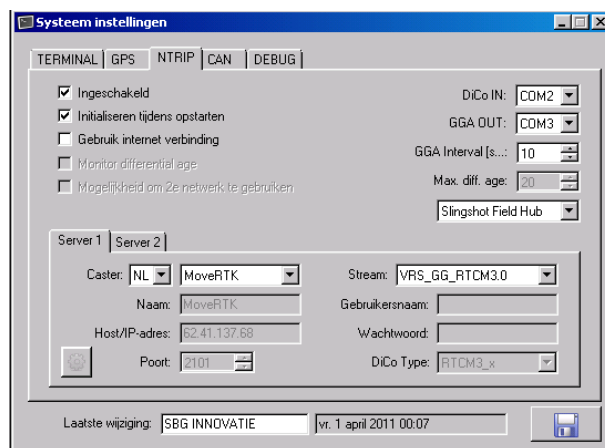 Systeem instellingen
TERMINAL GPS NTRIP CAN DEBUG
Ingeschakeld
Initialiseren tijdens opstarten
Gebruik internet verbinding
Monitor differential age
Mogelijkheid om 2e netwerk te gebruiken
DiCo IN: COM2
GGA OUT: COM3
GGA Interval [s...: 10
Max. diff. age: 20
Slingshot Field Hub
Server 1 Server 2
Caster: NL MoveRTK
Naam: MoveRTK
Host/IP-adres: 62.41.137.68
Poort: 2101
Stream: VRS_GG_RTCM3.0
Gebruikersnaam:
Wachtwoord:
DiCo Type: RTCM3_x
Laatste wijziging: SBG INNOVATIE vr. 1 april 2011 00:07